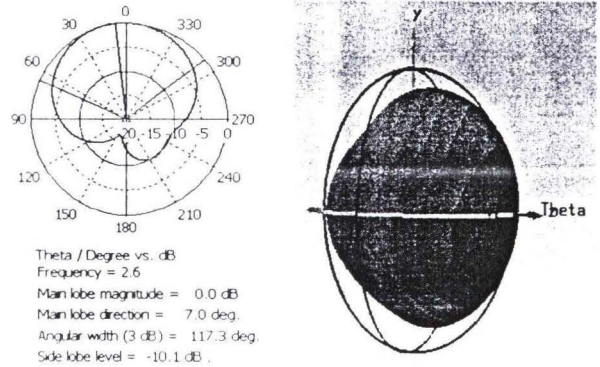 0
30
330
60
300
90
-20 -15 -10 -5 0
270
120
240
150
210
180
Theta / Degree vs. dB
Frequency = 2.6
Main lobe magnitude = 0.0 dB
Main lobe direction = 7.0 deg.
Angular width (3 dB) = 117.3 deg.
Side lobe level = -10.1 dB.
y
Theta